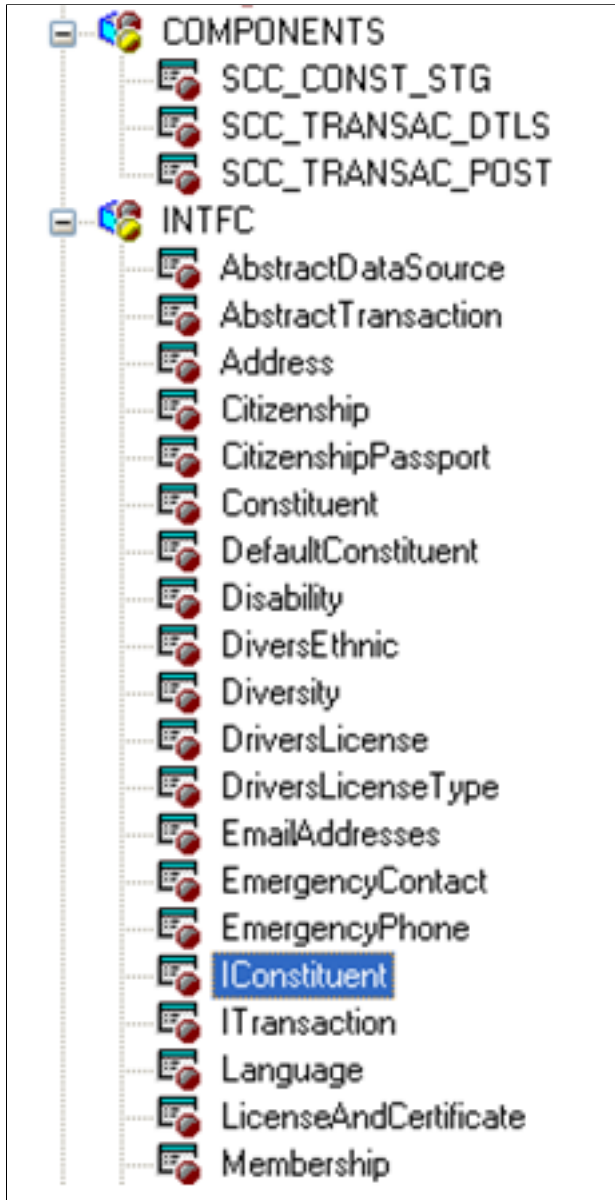 COMPONENTS
SCC_CONST_STG
SCC_TRANSAC_DTLS
SCC_TRANSAC_POST
INTFC
AbstractDataSource
AbstractTransaction
Address
Citizenship
CitizenshipPassport
Constituent
DefaultConstituent
Disability
DiversEthnic
Diversity
DriversLicense
DriversLicenseType
EmailAddresses
EmergencyContact
EmergencyPhone
IConstituent
ITransaction
Language
LicenseAndCertificate
Membership